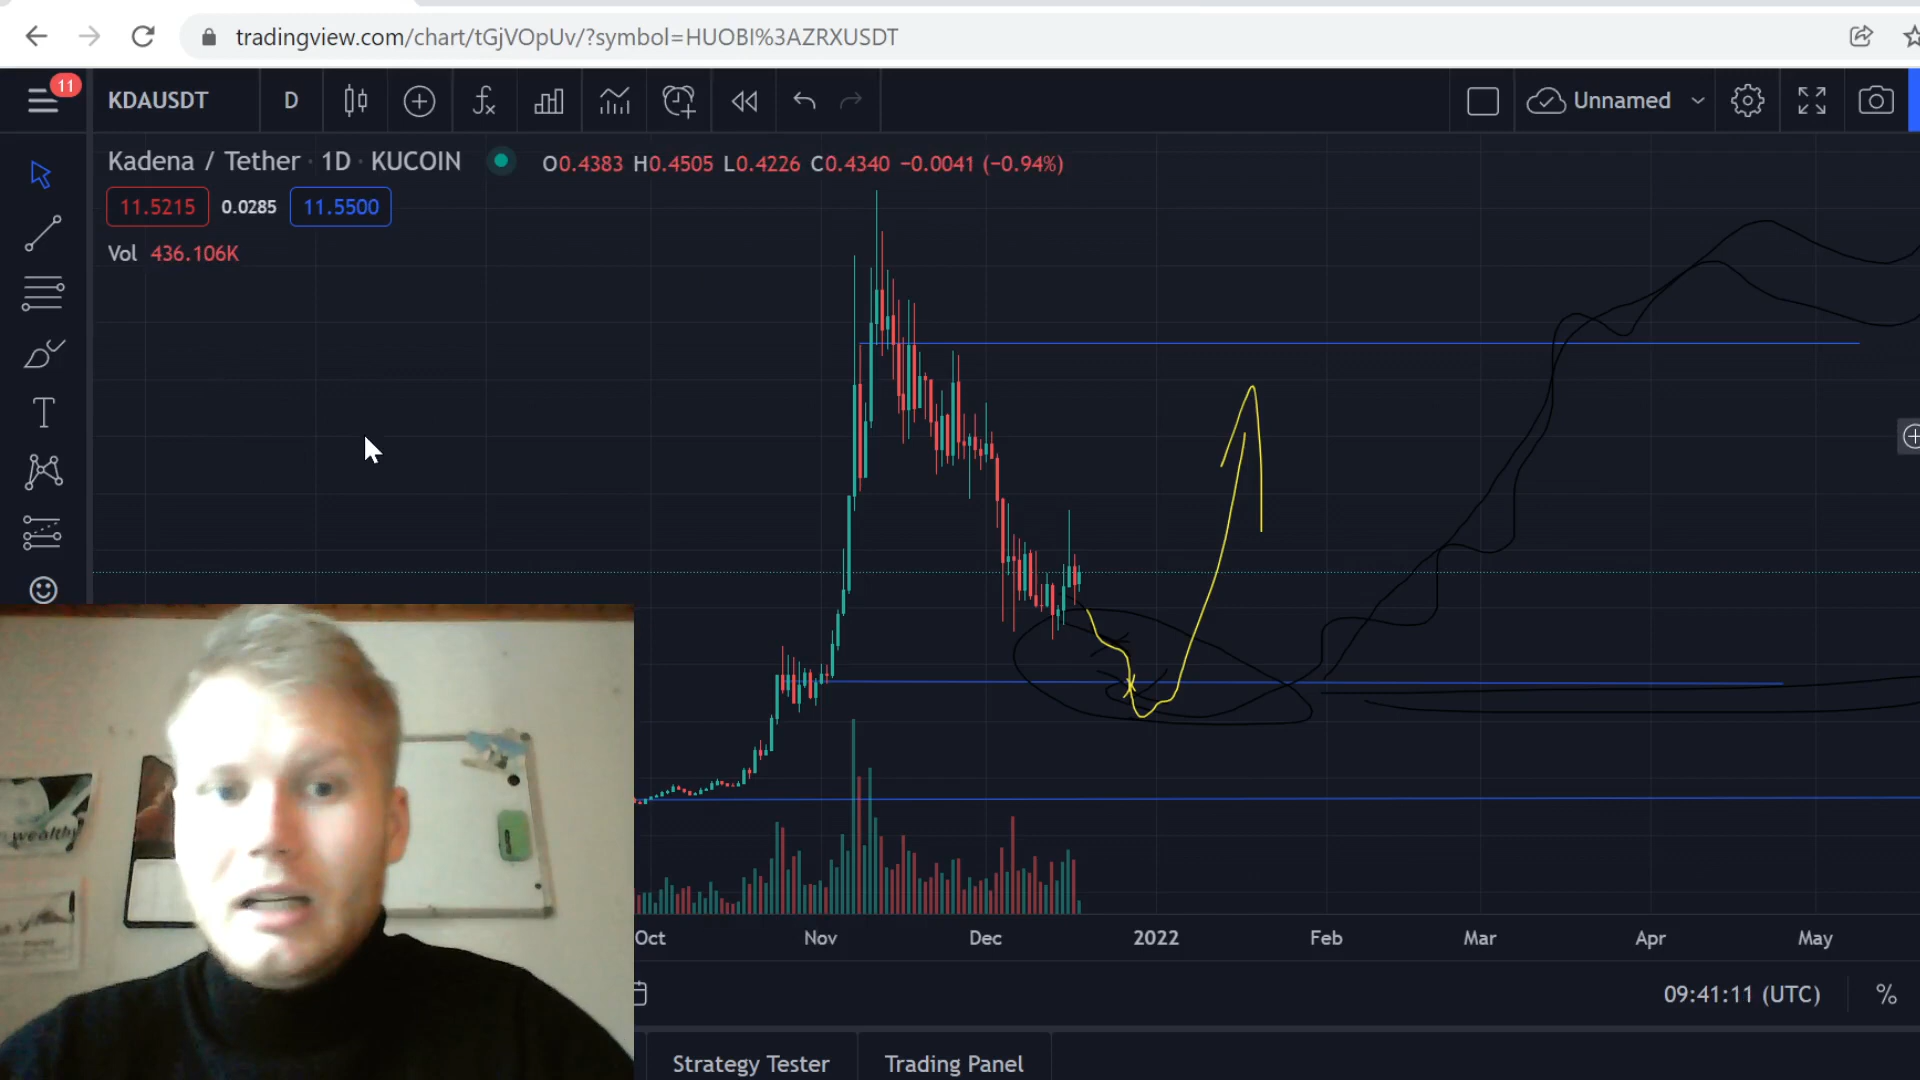 tradingview.com/chart/tGjVOpUv/?symbol=HUOBI%3AZRXUSDT
11
KDAUSDT
D
Unnamed
Kadena / Tether · 1D · KUCOIN
O0.4383 H0.4505 L0.4226 C0.4340 −0.0041 (−0.94%)
11.5215
0.0285
11.5500
Vol 436.106K
wealthy
Oct
Nov
Dec
2022
Feb
Mar
Apr
May
09:41:11 (UTC)
%
Strategy Tester
Trading Panel